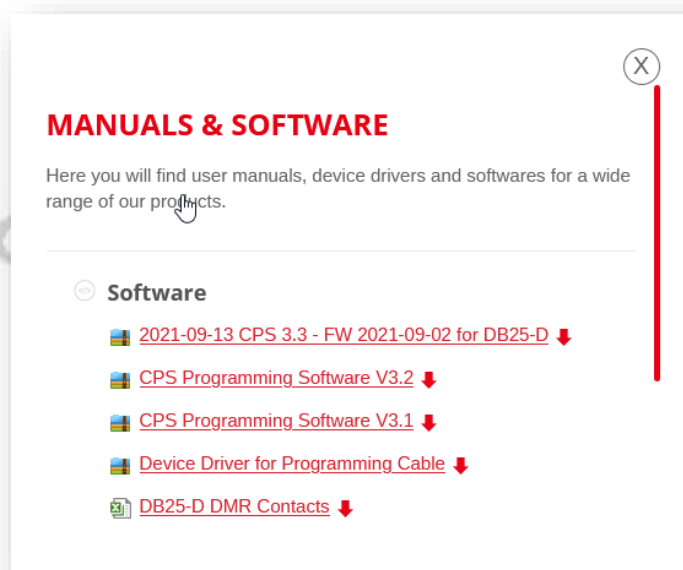 X
MANUALS & SOFTWARE
Here you will find user manuals, device drivers and softwares for a wide
range of our products.
Software
2021-09-13 CPS 3.3 - FW 2021-09-02 for DB25-D
CPS Programming Software V3.2
CPS Programming Software V3.1
Device Driver for Programming Cable
DB25-D DMR Contacts